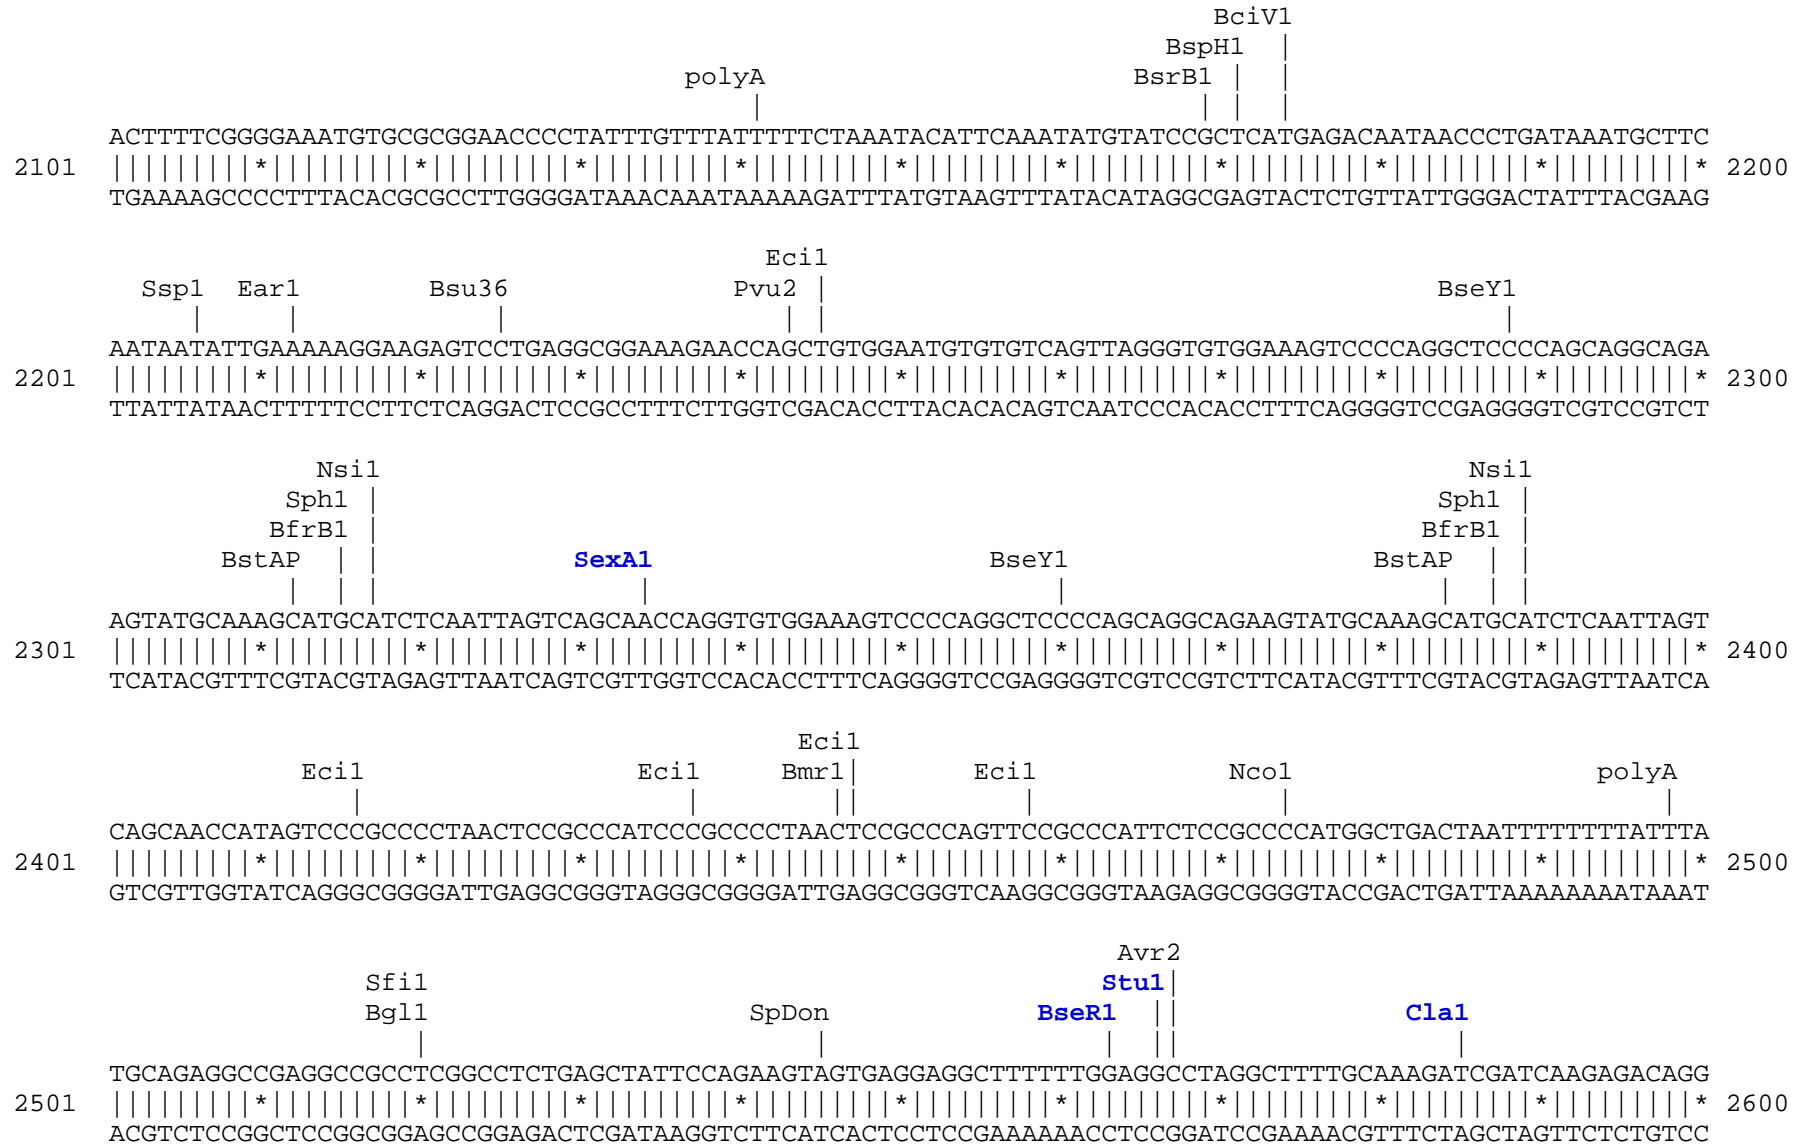 BciV1
BspH1 |
polyA BsrB1 | |
| | | |
ACTTTTCGGGGAAATGTGCGCGGAACCCCTATTTGTTTATTTTTCTAAATACATTCAAATATGTATCCGCTCATGAGACAATAACCCTGATAAATGCTTC
2101 |||||||||*|||||||||*|||||||||*|||||||||*|||||||||*|||||||||*|||||||||*|||||||||*|||||||||*|||||||||* 2200
TGAAAAGCCCCTTTACACGCGCCTTGGGGATAAACAAATAAAAAGATTTATGTAAGTTTATACATAGGCGAGTACTCTGTTATTGGGACTATTTACGAAG
Eci1
Ssp1 Ear1 Bsu36 Pvu2 | BseY1
| | | | | |
AATAATATTGAAAAAGGAAGAGTCCTGAGGCGGAAAGAACCAGCTGTGGAATGTGTGTCAGTTAGGGTGTGGAAAGTCCCCAGGCTCCCCAGCAGGCAGA
2201 |||||||||*|||||||||*|||||||||*|||||||||*|||||||||*|||||||||*|||||||||*|||||||||*|||||||||*|||||||||* 2300
TTATTATAACTTTTTCCTTCTCAGGACTCCGCCTTTCTTGGTCGACACCTTACACACAGTCAATCCCACACCTTTCAGGGGTCCGAGGGGTCGTCCGTCT
Nsi1 Nsi1
Sph1 | Sph1 |
BfrB1 | BfrB1 |
BstAP | | SexA1 BseY1 BstAP | |
| | | | | | | |
AGTATGCAAAGCATGCATCTCAATTAGTCAGCAACCAGGTGTGGAAAGTCCCCAGGCTCCCCAGCAGGCAGAAGTATGCAAAGCATGCATCTCAATTAGT
2301 |||||||||*|||||||||*|||||||||*|||||||||*|||||||||*|||||||||*|||||||||*|||||||||*|||||||||*|||||||||* 2400
TCATACGTTTCGTACGTAGAGTTAATCAGTCGTTGGTCCACACCTTTCAGGGGTCCGAGGGGTCGTCCGTCTTCATACGTTTCGTACGTAGAGTTAATCA
Eci1
Eci1 Eci1 Bmr1| Eci1 Nco1 polyA
| | || | | |
CAGCAACCATAGTCCCGCCCCTAACTCCGCCCATCCCGCCCCTAACTCCGCCCAGTTCCGCCCATTCTCCGCCCCATGGCTGACTAATTTTTTTTATTTA
2401 |||||||||*|||||||||*|||||||||*|||||||||*|||||||||*|||||||||*|||||||||*|||||||||*|||||||||*|||||||||* 2500
GTCGTTGGTATCAGGGCGGGGATTGAGGCGGGTAGGGCGGGGATTGAGGCGGGTCAAGGCGGGTAAGAGGCGGGGTACCGACTGATTAAAAAAAATAAAT
Avr2
Sfi1 Stu1|
Bgl1 SpDon BseR1 || Cla1
| | | || |
TGCAGAGGCCGAGGCCGCCTCGGCCTCTGAGCTATTCCAGAAGTAGTGAGGAGGCTTTTTTGGAGGCCTAGGCTTTTGCAAAGATCGATCAAGAGACAGG
2501 |||||||||*|||||||||*|||||||||*|||||||||*|||||||||*|||||||||*|||||||||*|||||||||*|||||||||*|||||||||* 2600
ACGTCTCCGGCTCCGGCGGAGCCGGAGACTCGATAAGGTCTTCATCACTCCTCCGAAAAAACCTCCGGATCCGAAAACGTTTCTAGCTAGTTCTCTGTCC